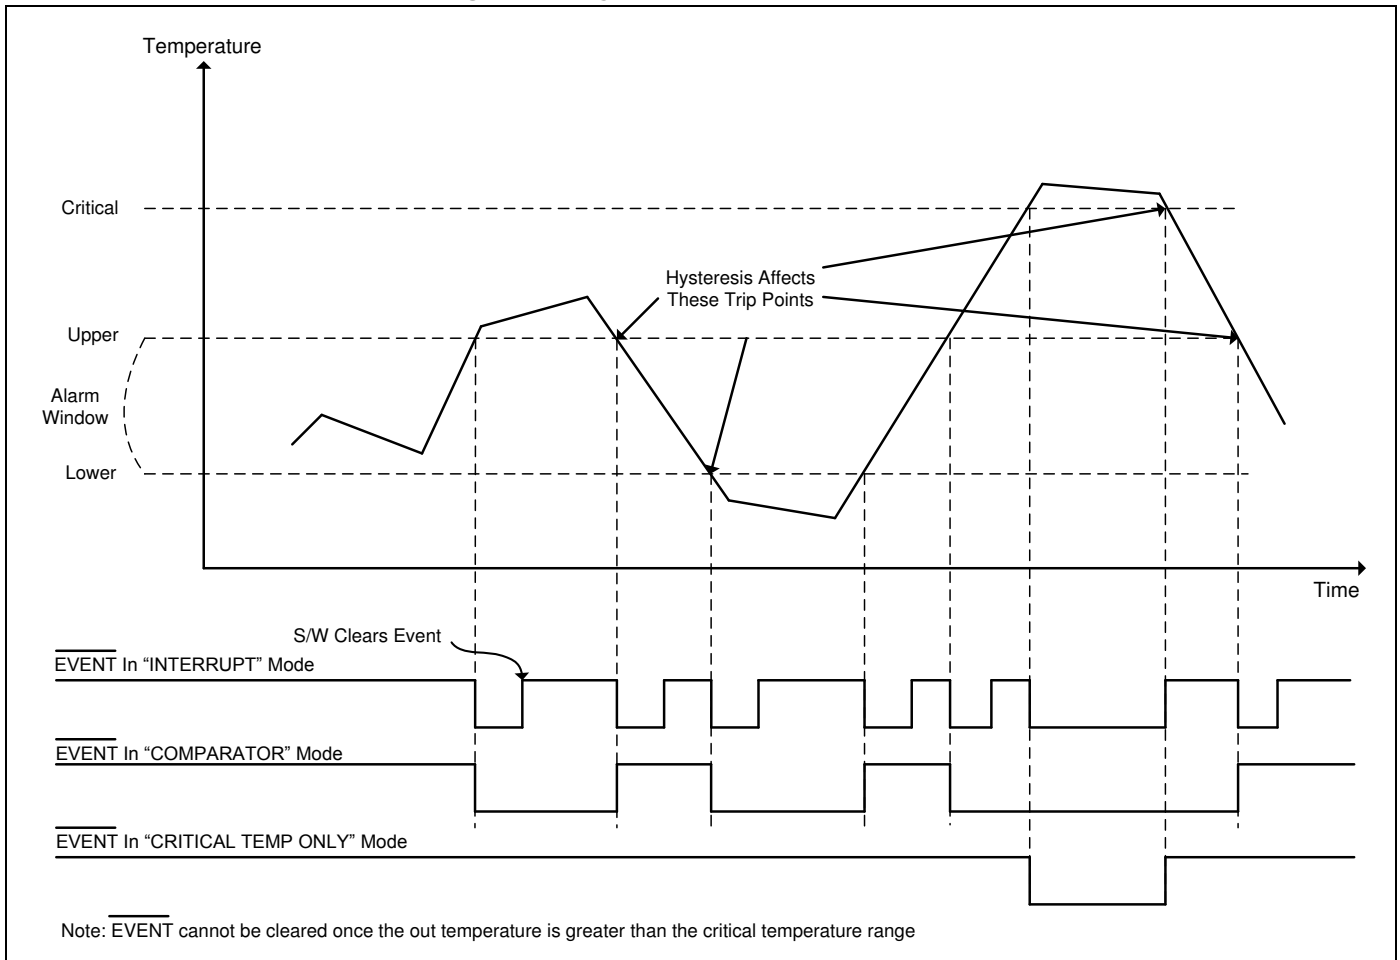 Temperature
Critical
Hysteresis Affects
These Trip Points
Upper
Alarm
Window
Lower
Time
S/W Clears Event
EVENT In “INTERRUPT” Mode
EVENT In “COMPARATOR” Mode
EVENT In “CRITICAL TEMP ONLY” Mode
Note: EVENT cannot be cleared once the out temperature is greater than the critical temperature range